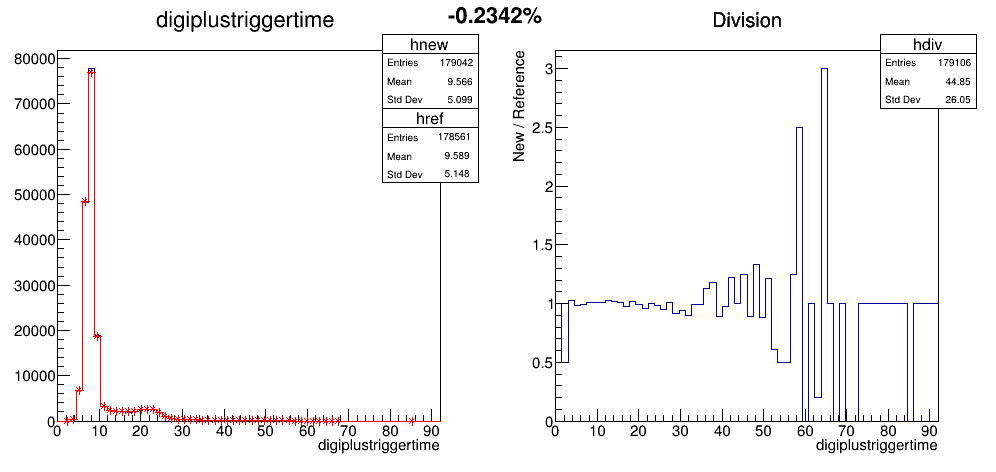 digiplustriggertime
-0.2342%
Division
hnew
Entries 179042
Mean 9.566
Std Dev 5.099
href
Entries 178561
Mean 9.589
Std Dev 5.148
80000
70000
60000
50000
40000
30000
20000
10000
0
0 10 20 30 40 50 60 70 80 90
digiplustriggertime
hdiv
Entries 179106
Mean 44.85
Std Dev 26.05
New / Reference
3
2.5
2
1.5
1
0.5
0
0 10 20 30 40 50 60 70 80 90
digiplustriggertime